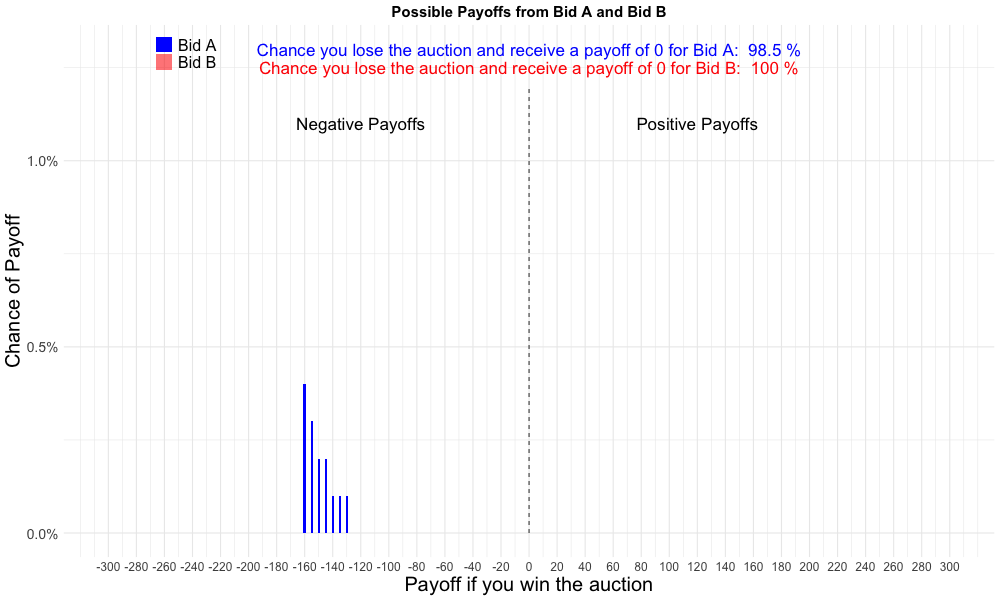 Possible Payoffs from Bid A and Bid B
Bid A
Bid B
Chance you lose the auction and receive a payoff of 0 for Bid A:  98.5 %
Chance you lose the auction and receive a payoff of 0 for Bid B:  100 %
Negative Payoffs
Positive Payoffs
Chance of Payoff
1.0%
0.5%
0.0%
-300 -280 -260 -240 -220 -200 -180 -160 -140 -120 -100 -80 -60 -40 -20 0 20 40 60 80 100 120 140 160 180 200 220 240 260 280 300
Payoff if you win the auction